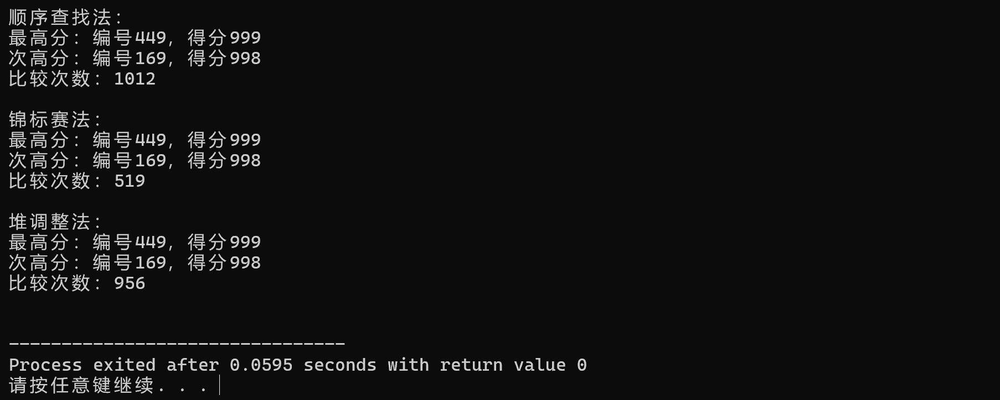 顺序查找法:
最高分: 编号449, 得分999
次高分: 编号169, 得分998
比较次数: 1012
锦标赛法:
最高分: 编号449, 得分999
次高分: 编号169, 得分998
比较次数: 519
堆调整法:
最高分: 编号449, 得分999
次高分: 编号169, 得分998
比较次数: 956
--------------------------------
Process exited after 0.0595 seconds with return value 0
请按任意键继续. . .